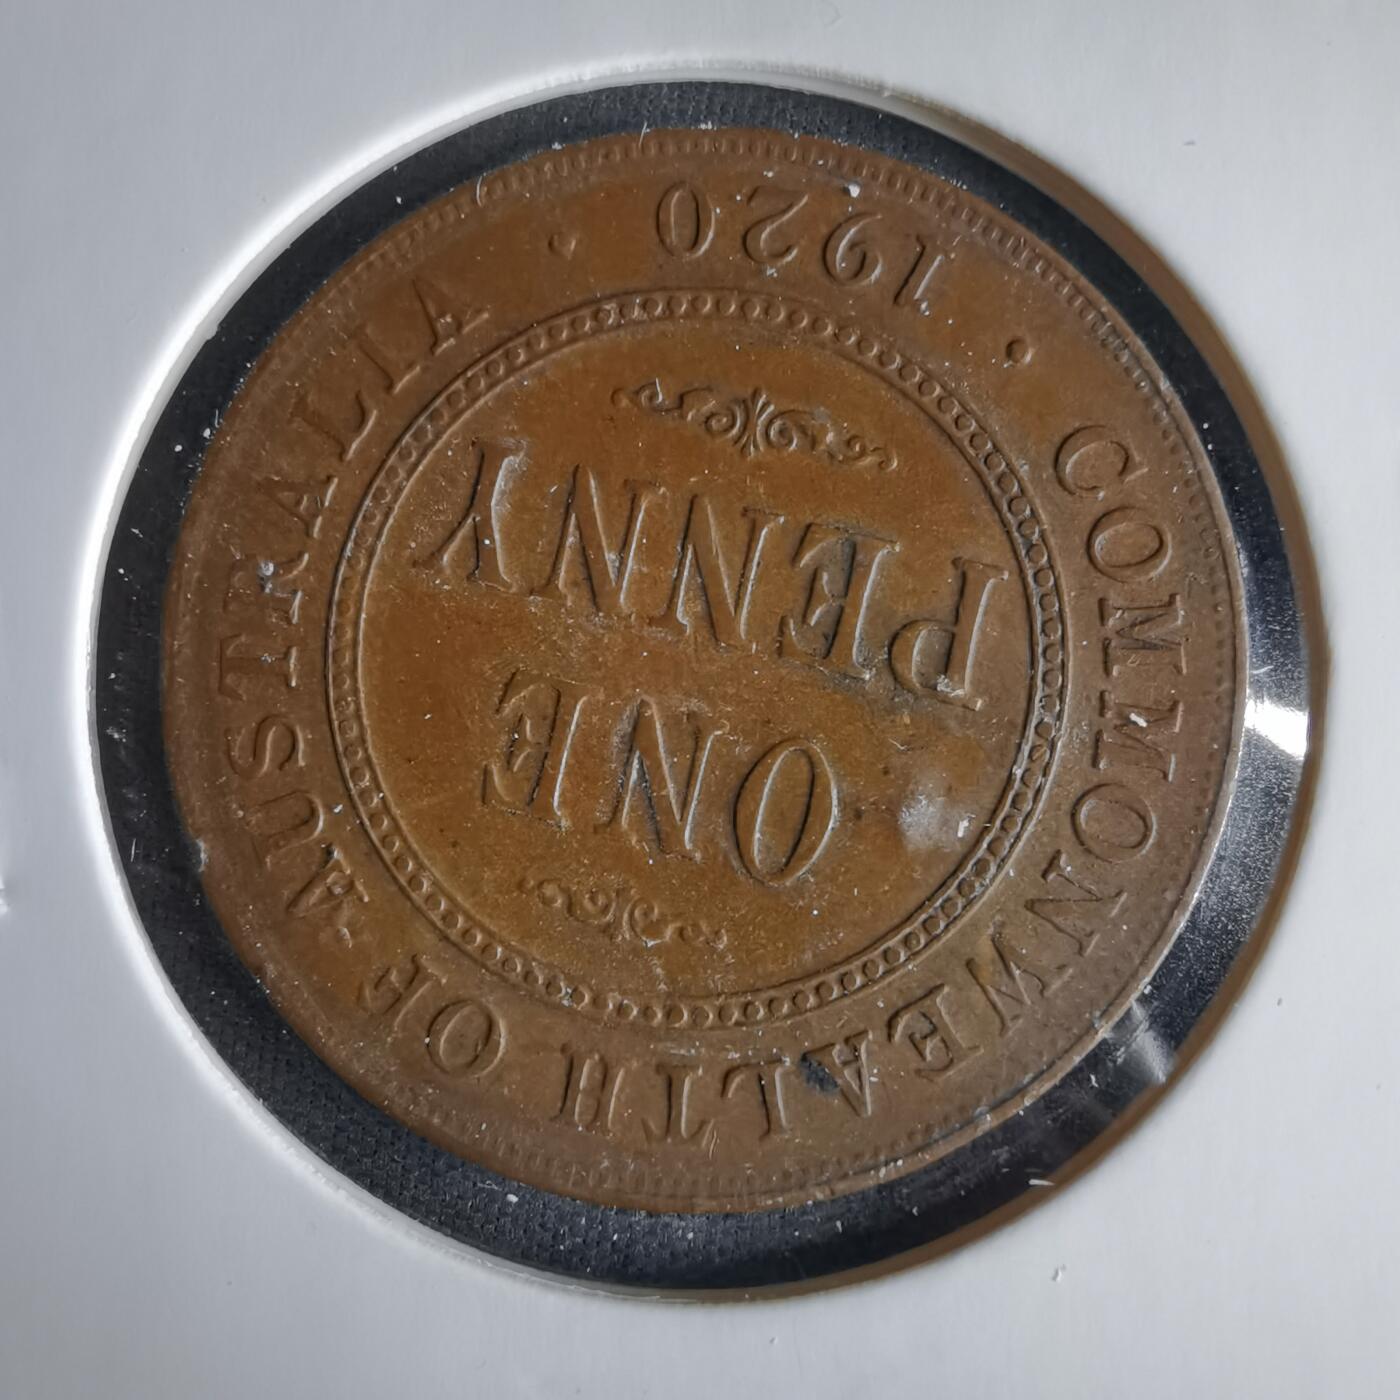 COMMONWEALTH OF AUSTRALIA
ONE
PENNY
1920